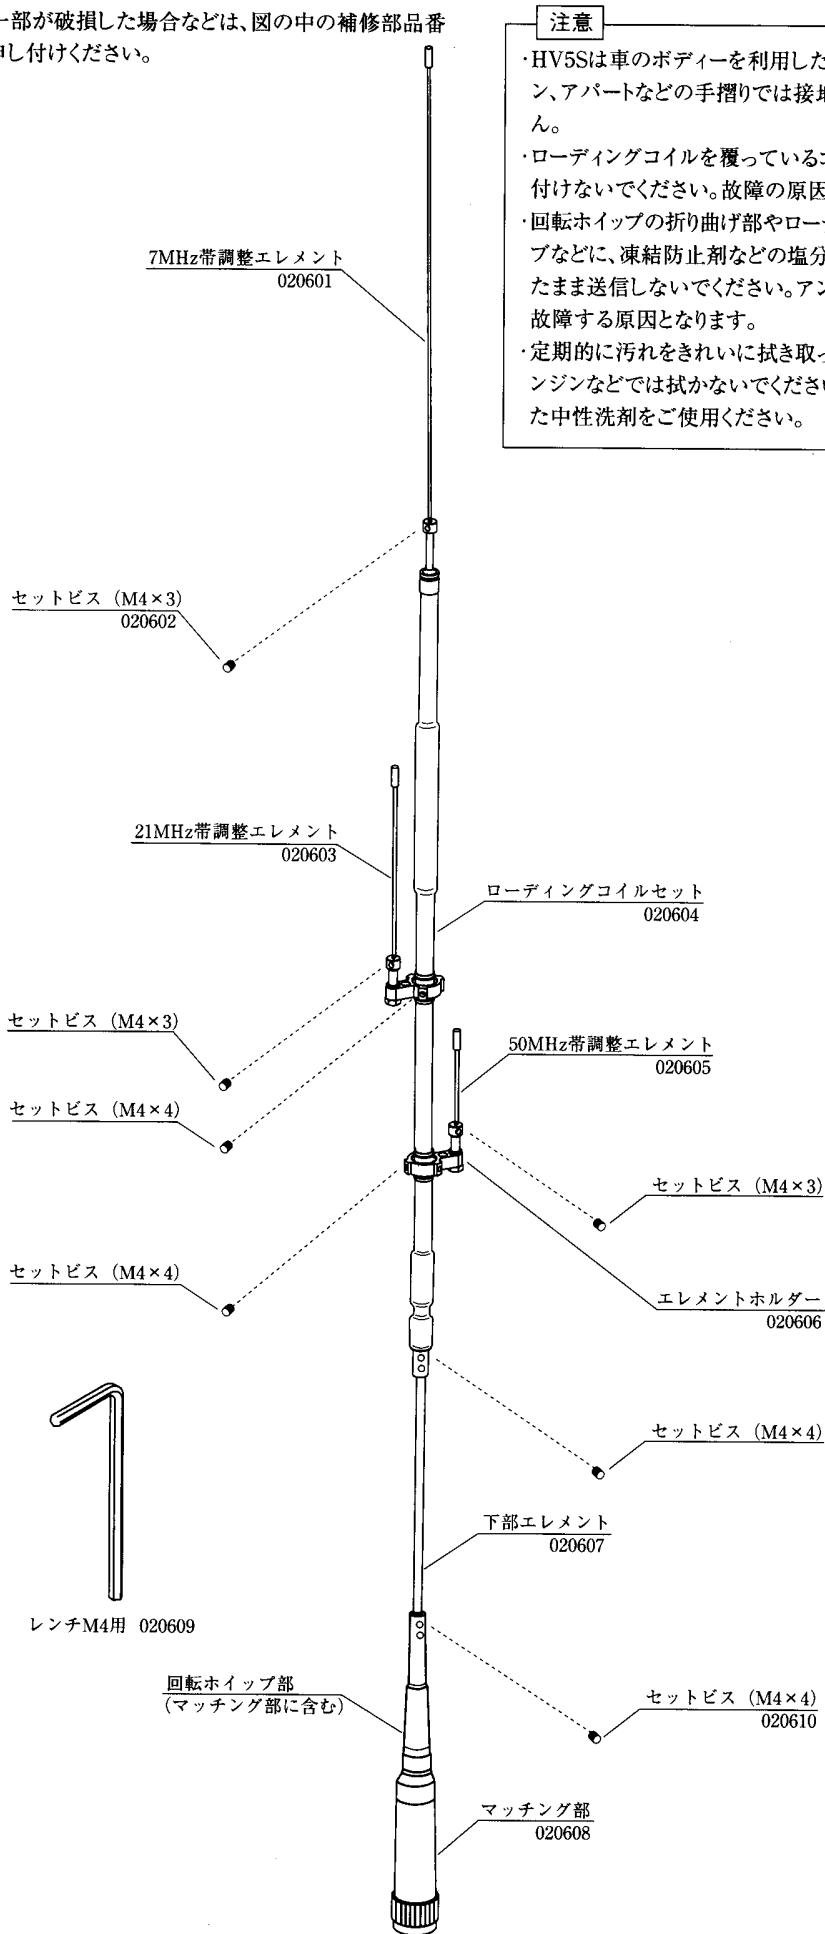 一部が破損した場合などは、図の中の補修部品番
申し付けください。
注意
・HV5Sは車のボディーを利用した
ン、アパートなどの手摺りでは接地
ん。
・ローディングコイルを覆っている
付けないでください。故障の原因
・回転ホイップの折り曲げ部やロー
ブなどに、凍結防止剤などの塩分
たまま送信しないでください。アン
故障する原因となります。
・定期的に汚れをきれいに拭き取っ
ンジンなどでは拭かないでください
た中性洗剤をご使用ください。
7MHz帯調整エレメント
020601
セットビス（M4×3）
020602
21MHz帯調整エレメント
020603
ローディングコイルセット
020604
セットビス（M4×3）
50MHz帯調整エレメント
020605
セットビス（M4×4）
セットビス（M4×3）
セットビス（M4×4）
エレメントホルダー
020606
セットビス（M4×4）
下部エレメント
020607
レンチM4用 020609
回転ホイップ部
（マッチング部に含む）
セットビス（M4×4）
020610
マッチング部
020608